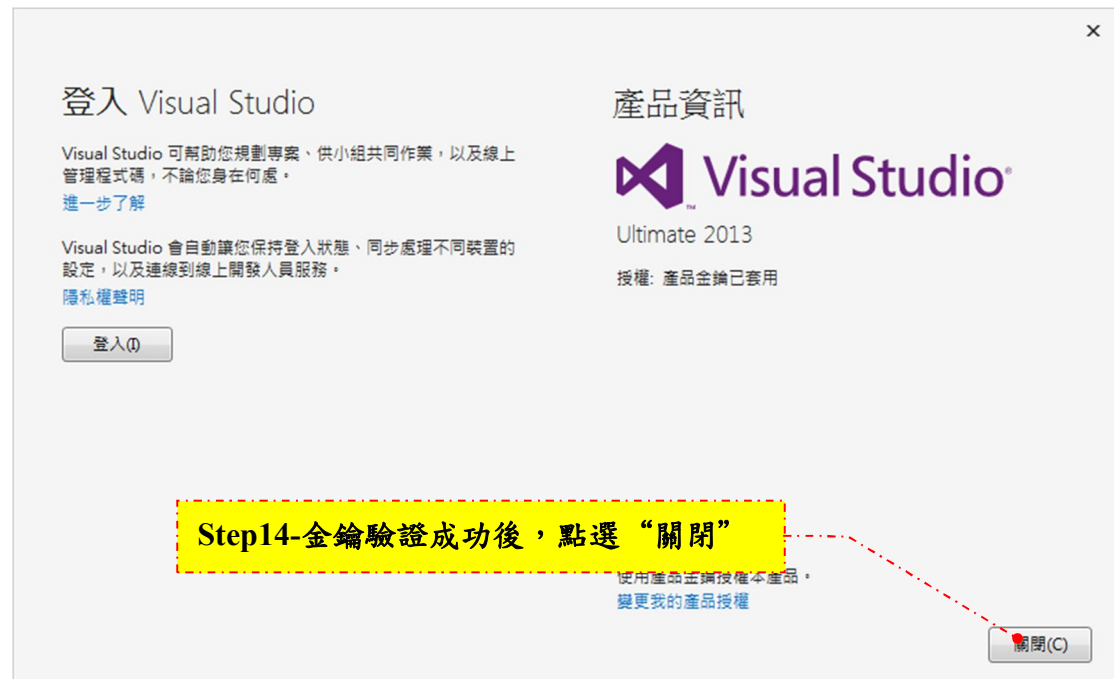 登入 Visual Studio
Visual Studio 可幫助您規劃專案、供小組共同作業，以及線上
管理程式碼，不論您身在何處。
進一步了解
Visual Studio 會自動讓您保持登入狀態、同步處理不同裝置的
設定，以及連線到線上開發人員服務。
隱私權聲明
登入(I)
產品資訊
Visual Studio
Ultimate 2013
授權: 產品金鑰已套用
Step14-金鑰驗證成功後，點選“關閉”
使用產品金鑰授權本產品。
變更我的產品授權
關閉(C)